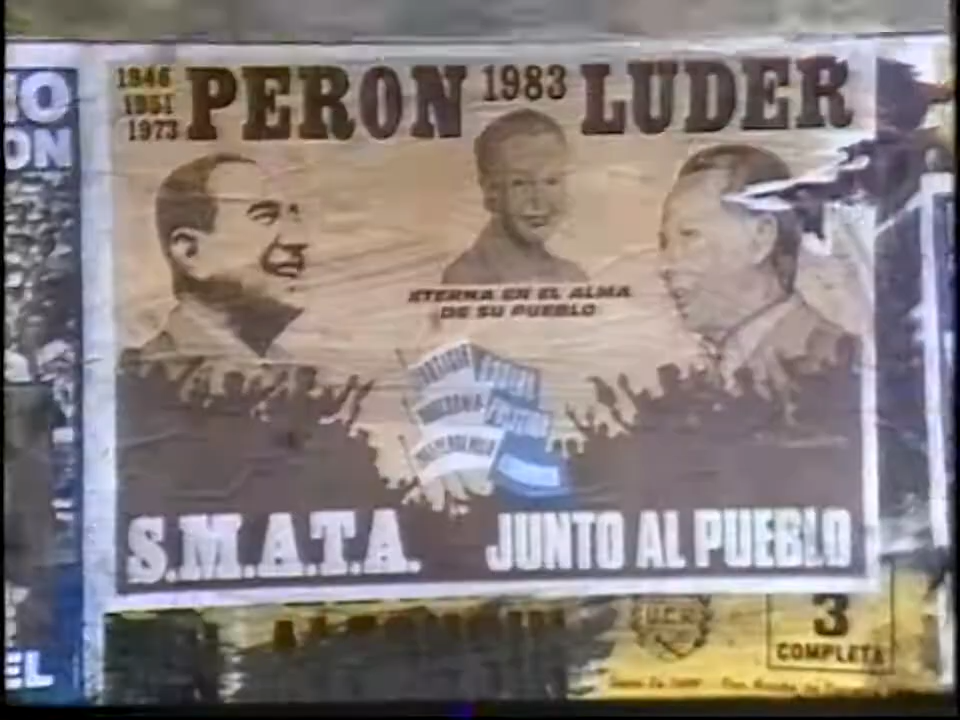 1946
1951
1973
PERON
1983
LUDER
ETERNA EN EL ALMA
DE SU PUEBLO
S.M.A.T.A.
JUNTO AL PUEBLO
IO
ON
EL
U.C.R
3
COMPLETA